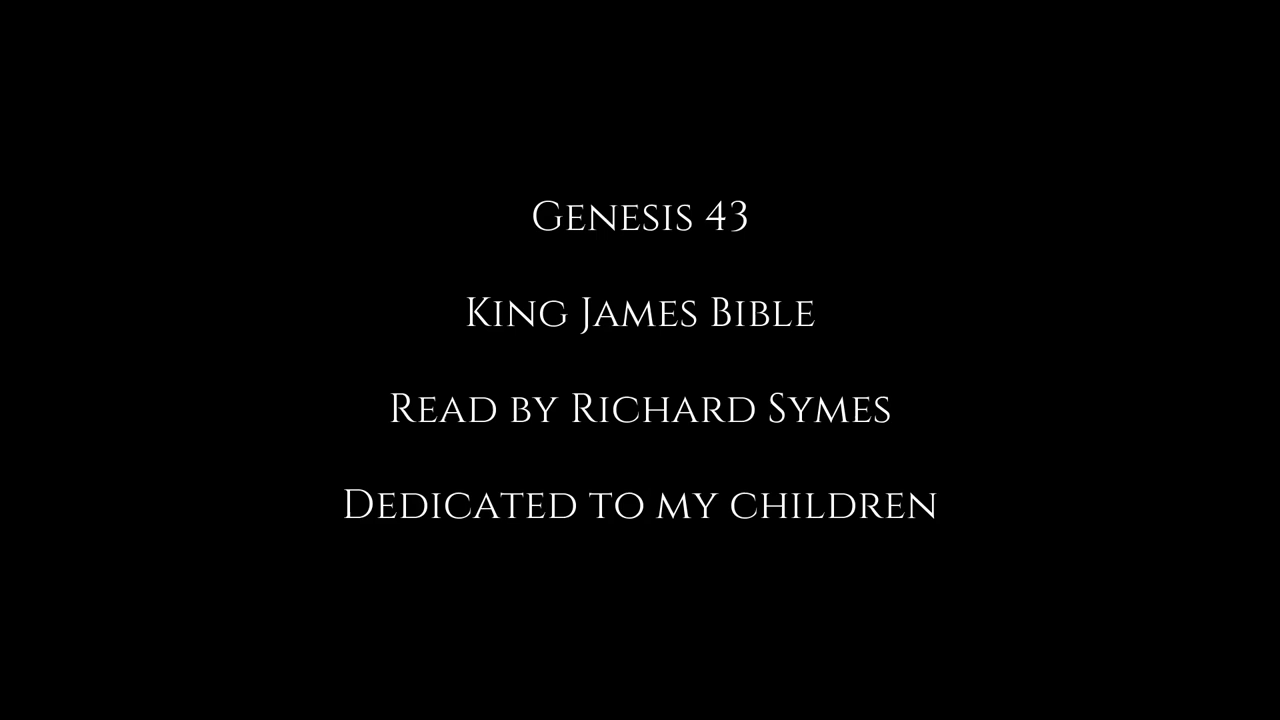 Genesis 43
King James Bible
Read by Richard Symes
Dedicated to my children